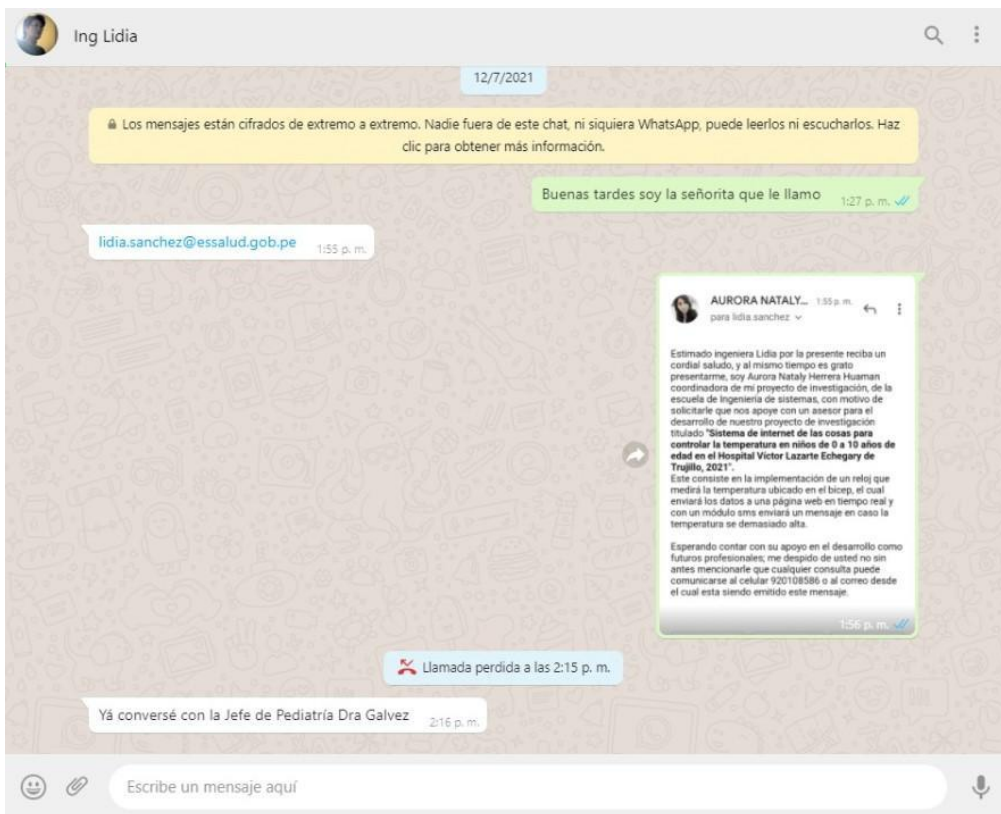 Ing Lidia
12/7/2021
Los mensajes están cifrados de extremo a extremo. Nadie fuera de este chat, ni siquiera WhatsApp, puede leerlos ni escucharlos. Haz
clic para obtener más información.
Buenas tardes soy la señorita que le llamo 1:27 p. m.
lidia.sanchez@essalud.gob.pe 1:55 p. m.
AURORA NATALY... 1:55 p. m.
para lidia.sanchez
Estimado ingeniera Lidia por la presente reciba un
cordial saludo, y al mismo tiempo es grato
presentarme, soy Aurora Nataly Herrera Huaman
coordinadora de mi proyecto de investigación, de la
escuela de Ingeniería de sistemas, con motivo de
solicitarle que nos apoye con un asesor para el
desarrollo de nuestro proyecto de investigación
titulado "Sistema de internet de las cosas para
controlar la temperatura en niños de 0 a 10 años de
edad en el Hospital Víctor Lazarte Echegary de
Trujillo, 2021".
Este consiste en la implementación de un reloj que
medirá la temperatura ubicado en el bicep, el cual
enviará los datos a una página web en tiempo real y
con un módulo sms enviará un mensaje en caso la
temperatura se demasiado alta.
Esperando contar con su apoyo en el desarrollo como
futuros profesionales; me despido de usted no sin
antes mencionarle que cualquier consulta puede
comunicarse al celular 920108586 o al correo desde
el cual esta siendo emitido este mensaje.
1:56 p. m.
Llamada perdida a las 2:15 p. m.
Yá conversé con la Jefe de Pediatría Dra Galvez 2:16 p. m.
Escribe un mensaje aquí